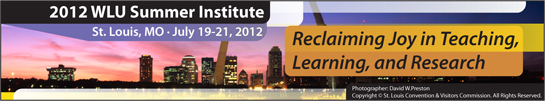 2012 WLU Summer Institute
St. Louis, MO · July 19-21, 2012
Reclaiming Joy in Teaching,
Learning, and Research
Photographer: David W.Preston
Copyright © St. Louis Convention & Visitors Commission. All Rights Reserved.